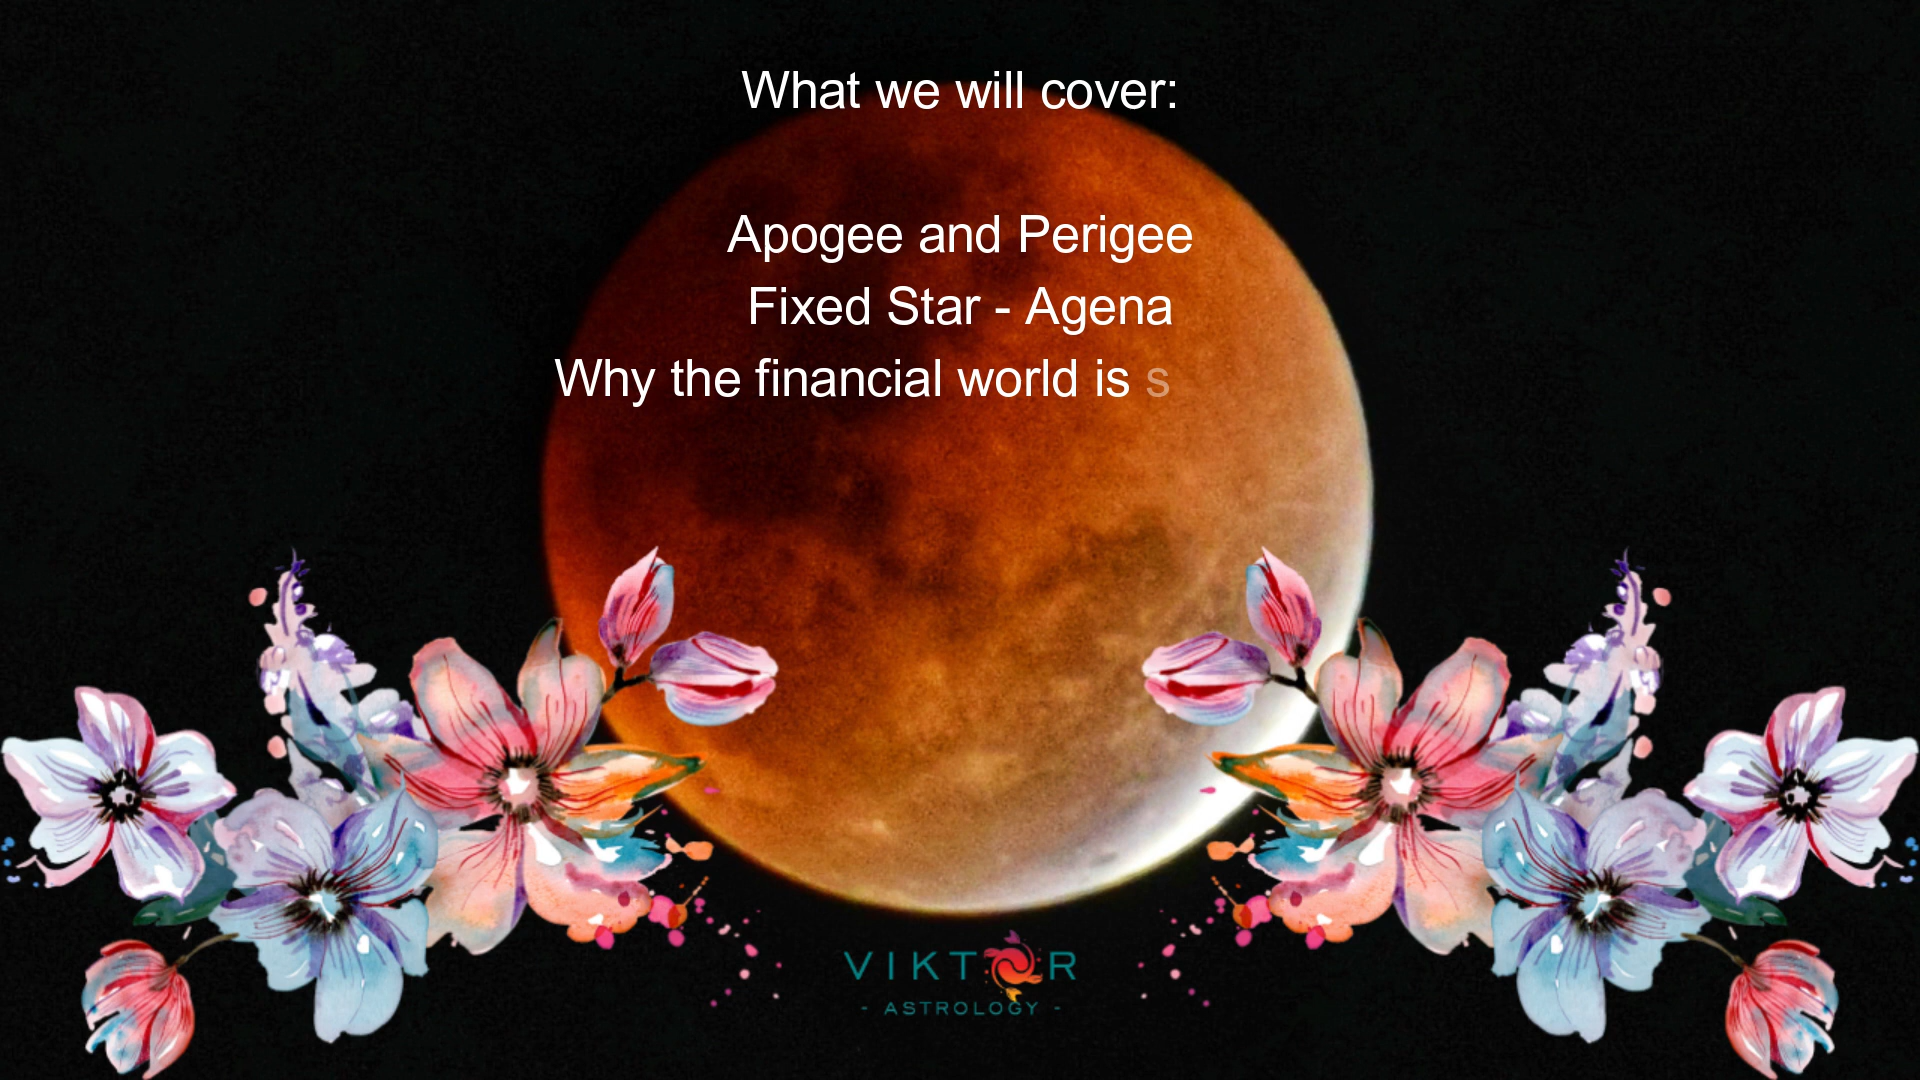 What we will cover:
Apogee and Perigee
Fixed Star - Agena
Why the financial world is s
VIKTOR
- ASTROLOGY -